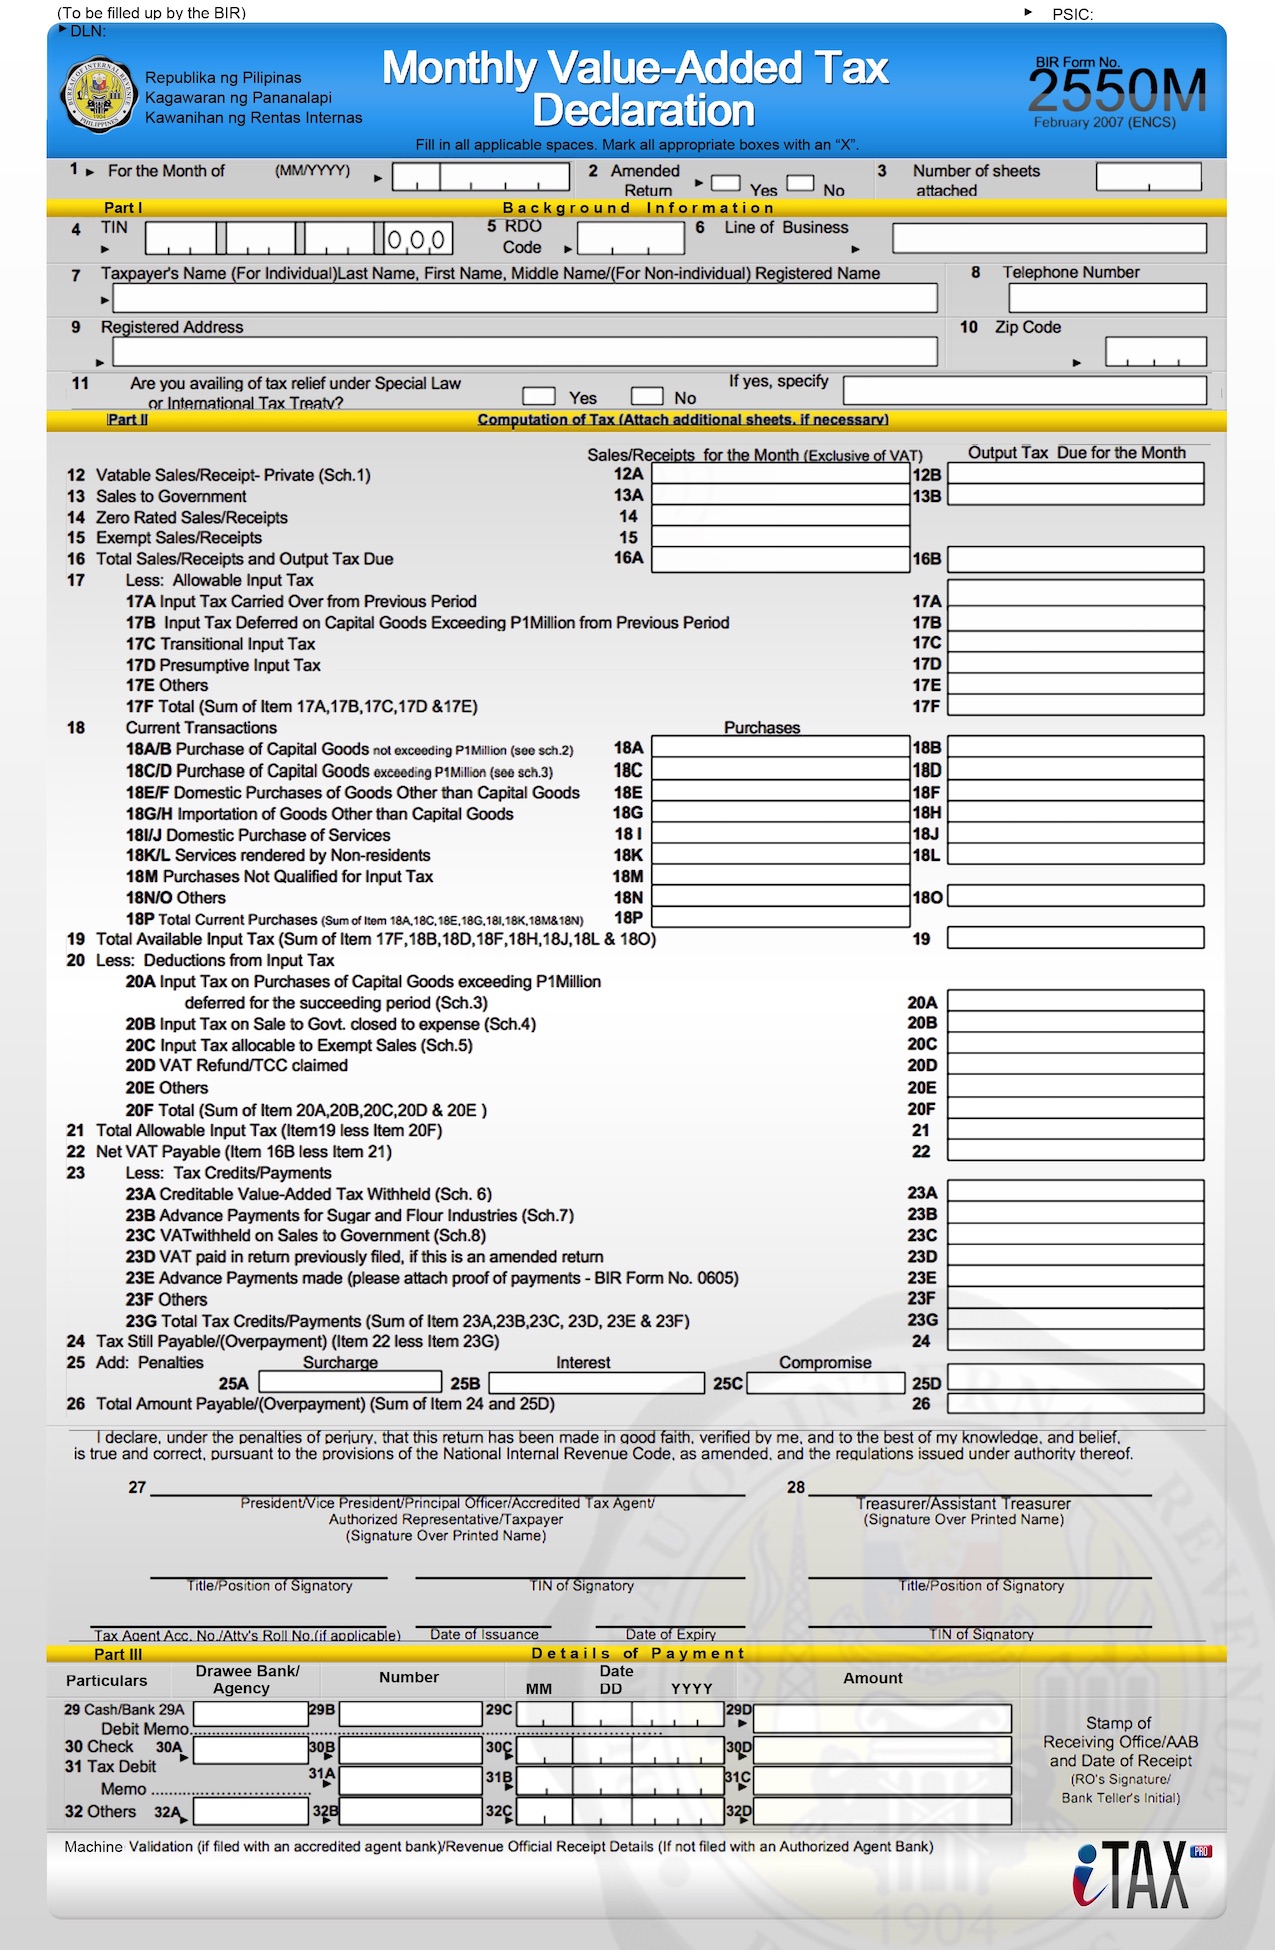 (To be filled up by the BIR)
PSIC:
DLN:
Republika ng Pilipinas
Kagawaran ng Pananalapi
Kawanihan ng Rentas Internas
Monthly Value-Added Tax
Declaration
Fill in all applicable spaces. Mark all appropriate boxes with an “X”.
BIR Form No.
2550M
February 2007 (ENCS)
1 For the Month of (MM/YYYY) 2 Amended Return Yes No 3 Number of sheets attached
Part I Background Information
4 TIN 0 0 0 5 RDO Code 6 Line of Business
7 Taxpayer's Name (For Individual)Last Name, First Name, Middle Name/(For Non-individual) Registered Name 8 Telephone Number
9 Registered Address 10 Zip Code
11 Are you availing of tax relief under Special Law
or International Tax Treaty? Yes No If yes, specify
Part II Computation of Tax (Attach additional sheets, if necessary)
Sales/Receipts for the Month (Exclusive of VAT) Output Tax Due for the Month
12 Vatable Sales/Receipt- Private (Sch.1) 12A 12B
13 Sales to Government 13A 13B
14 Zero Rated Sales/Receipts 14
15 Exempt Sales/Receipts 15
16 Total Sales/Receipts and Output Tax Due 16A 16B
17 Less: Allowable Input Tax
17A Input Tax Carried Over from Previous Period 17A
17B Input Tax Deferred on Capital Goods Exceeding P1Million from Previous Period 17B
17C Transitional Input Tax 17C
17D Presumptive Input Tax 17D
17E Others 17E
17F Total (Sum of Item 17A,17B,17C,17D &17E) 17F
18 Current Transactions Purchases
18A/B Purchase of Capital Goods not exceeding P1Million (see sch.2) 18A 18B
18C/D Purchase of Capital Goods exceeding P1Million (see sch.3) 18C 18D
18E/F Domestic Purchases of Goods Other than Capital Goods 18E 18F
18G/H Importation of Goods Other than Capital Goods 18G 18H
18I/J Domestic Purchase of Services 18 I 18J
18K/L Services rendered by Non-residents 18K 18L
18M Purchases Not Qualified for Input Tax 18M
18N/O Others 18N 18O
18P Total Current Purchases (Sum of Item 18A,18C,18E,18G,18I,18K,18M&18N) 18P
19 Total Available Input Tax (Sum of Item 17F,18B,18D,18F,18H,18J,18L & 18O) 19
20 Less: Deductions from Input Tax
20A Input Tax on Purchases of Capital Goods exceeding P1Million
deferred for the succeeding period (Sch.3) 20A
20B Input Tax on Sale to Govt. closed to expense (Sch.4) 20B
20C Input Tax allocable to Exempt Sales (Sch.5) 20C
20D VAT Refund/TCC claimed 20D
20E Others 20E
20F Total (Sum of Item 20A,20B,20C,20D & 20E ) 20F
21 Total Allowable Input Tax (Item19 less Item 20F) 21
22 Net VAT Payable (Item 16B less Item 21) 22
23 Less: Tax Credits/Payments
23A Creditable Value-Added Tax Withheld (Sch. 6) 23A
23B Advance Payments for Sugar and Flour Industries (Sch.7) 23B
23C VATwithheld on Sales to Government (Sch.8) 23C
23D VAT paid in return previously filed, if this is an amended return 23D
23E Advance Payments made (please attach proof of payments - BIR Form No. 0605) 23E
23F Others 23F
23G Total Tax Credits/Payments (Sum of Item 23A,23B,23C, 23D, 23E & 23F) 23G
24 Tax Still Payable/(Overpayment) (Item 22 less Item 23G) 24
25 Add: Penalties Surcharge Interest Compromise
25A 25B 25C 25D
26 Total Amount Payable/(Overpayment) (Sum of Item 24 and 25D) 26
I declare, under the penalties of perjury, that this return has been made in good faith, verified by me, and to the best of my knowledge, and belief,
is true and correct, pursuant to the provisions of the National Internal Revenue Code, as amended, and the regulations issued under authority thereof.
27 28
President/Vice President/Principal Officer/Accredited Tax Agent/ Treasurer/Assistant Treasurer
Authorized Representative/Taxpayer (Signature Over Printed Name)
(Signature Over Printed Name)
Title/Position of Signatory TIN of Signatory Title/Position of Signatory
Tax Agent Acc. No./Atty's Roll No.(if applicable) Date of Issuance Date of Expiry TIN of Signatory
Part III Details of Payment
Particulars Drawee Bank/ Agency Number Date MM DD YYYY Amount
29 Cash/Bank 29A 29B 29C 29D
Debit Memo
30 Check 30A 30B 30C 30D
31 Tax Debit 31A 31B 31C
Memo
32 Others 32A 32B 32C 32D
Stamp of
Receiving Office/AAB
and Date of Receipt
(RO's Signature/
Bank Teller's Initial)
Machine Validation (if filed with an accredited agent bank)/Revenue Official Receipt Details (If not filed with an Authorized Agent Bank)
iTAX PRO
BUREAU OF INTERNAL REVENUE
1904